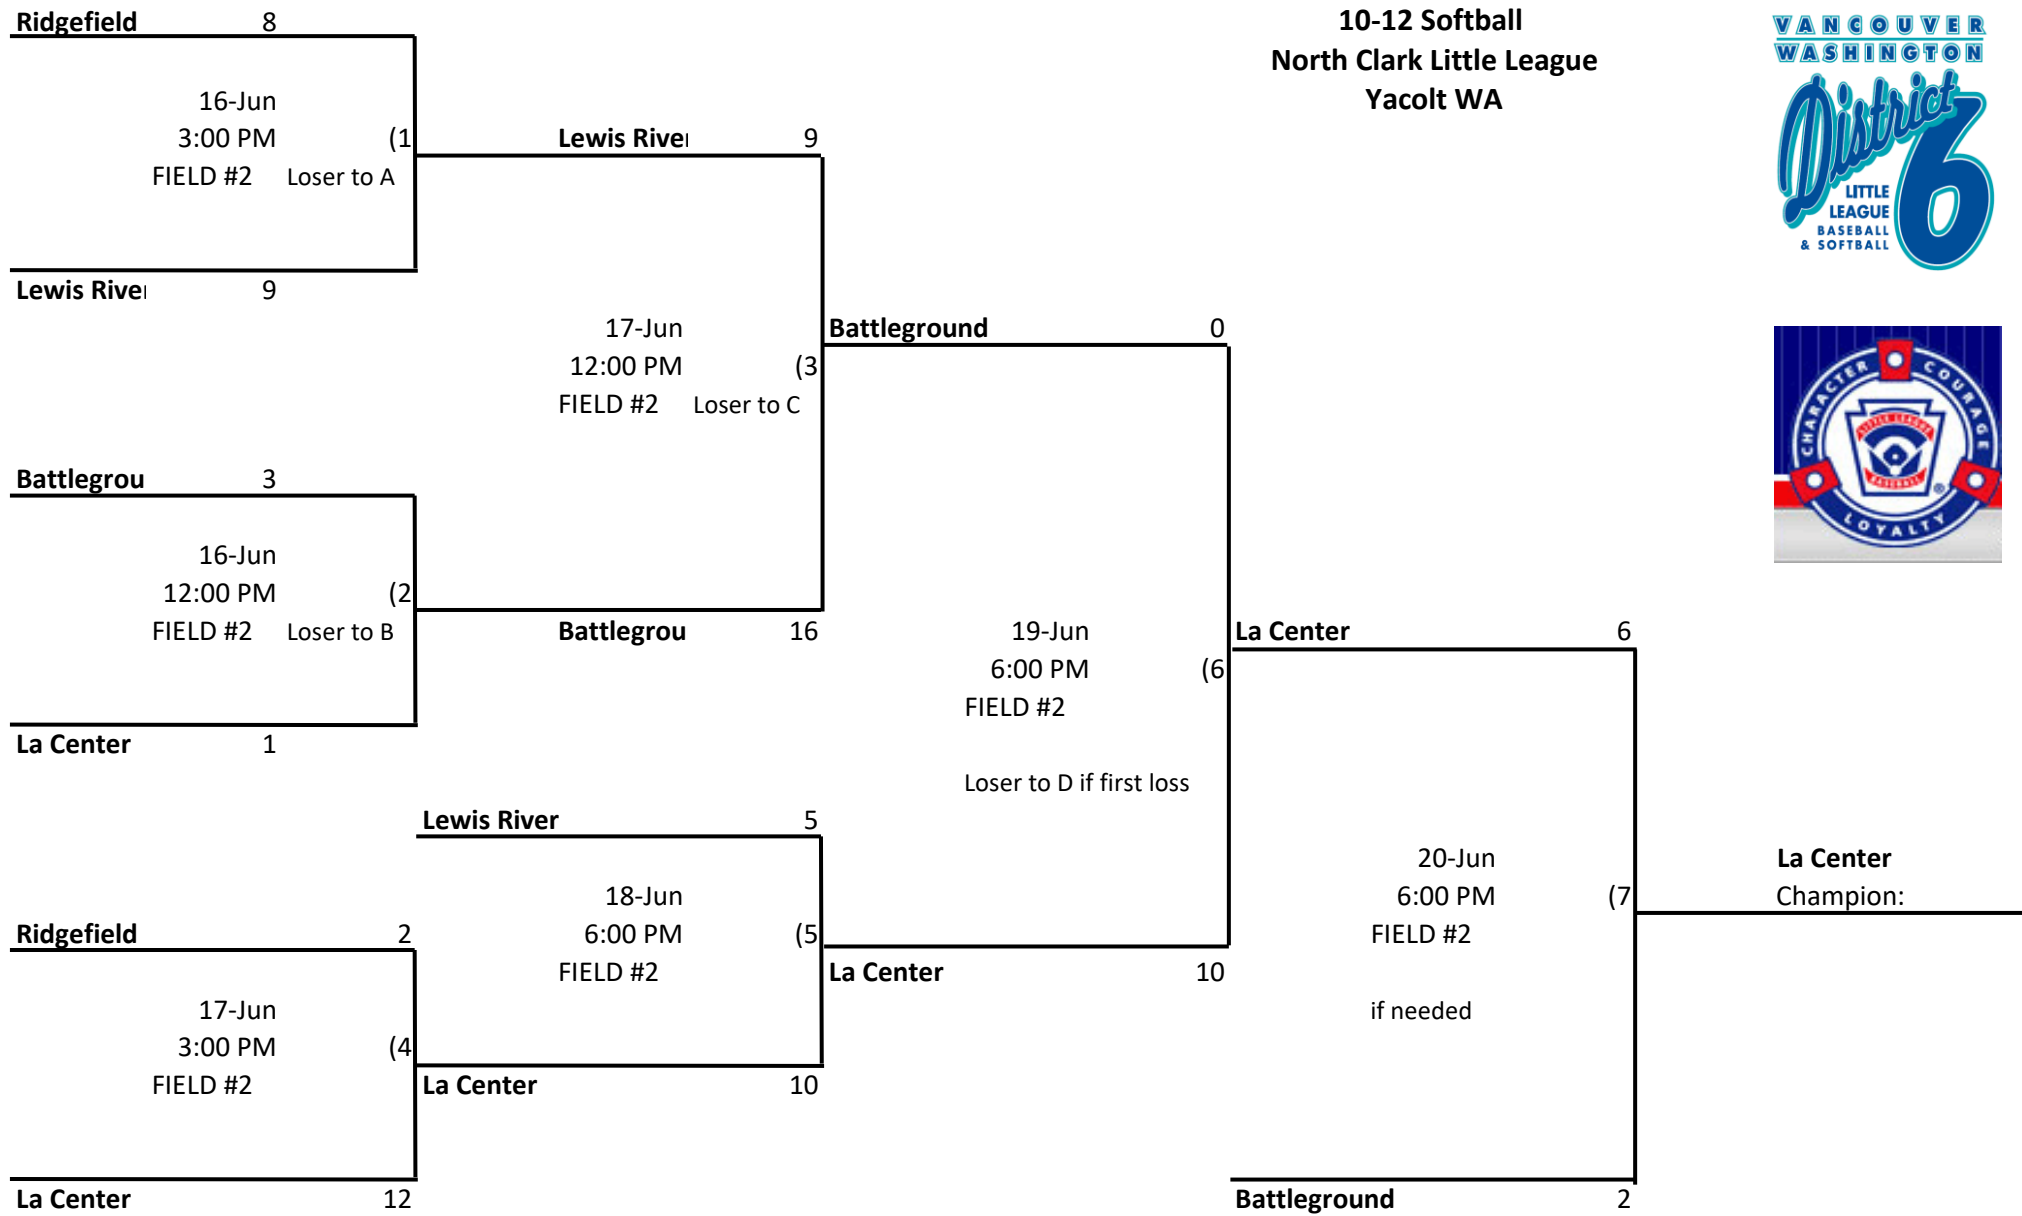 10-12 Softball
North Clark Little League
Yacolt WA
VANCOUVER
WASHINGTON
District 6
LITTLE
LEAGUE
BASEBALL
& SOFTBALL
CHARACTER COURAGE
LITTLE LEAGUE
BASEBALL
®
LOYALTY
Ridgefield 8
16-Jun
3:00 PM (1
FIELD #2 Loser to A
Lewis River 9
Lewis River 9
17-Jun
12:00 PM (3
FIELD #2 Loser to C
Battlegrou 3
16-Jun
12:00 PM (2
FIELD #2 Loser to B
La Center 1
Battlegrou 16
Battleground 0
19-Jun
6:00 PM (6
FIELD #2
Loser to D if first loss
Lewis River 5
18-Jun
6:00 PM (5
FIELD #2
Ridgefield 2
17-Jun
3:00 PM (4
FIELD #2
La Center 12
La Center 10
La Center 10
La Center 6
20-Jun
6:00 PM (7
FIELD #2
if needed
Battleground 2
La Center
Champion: